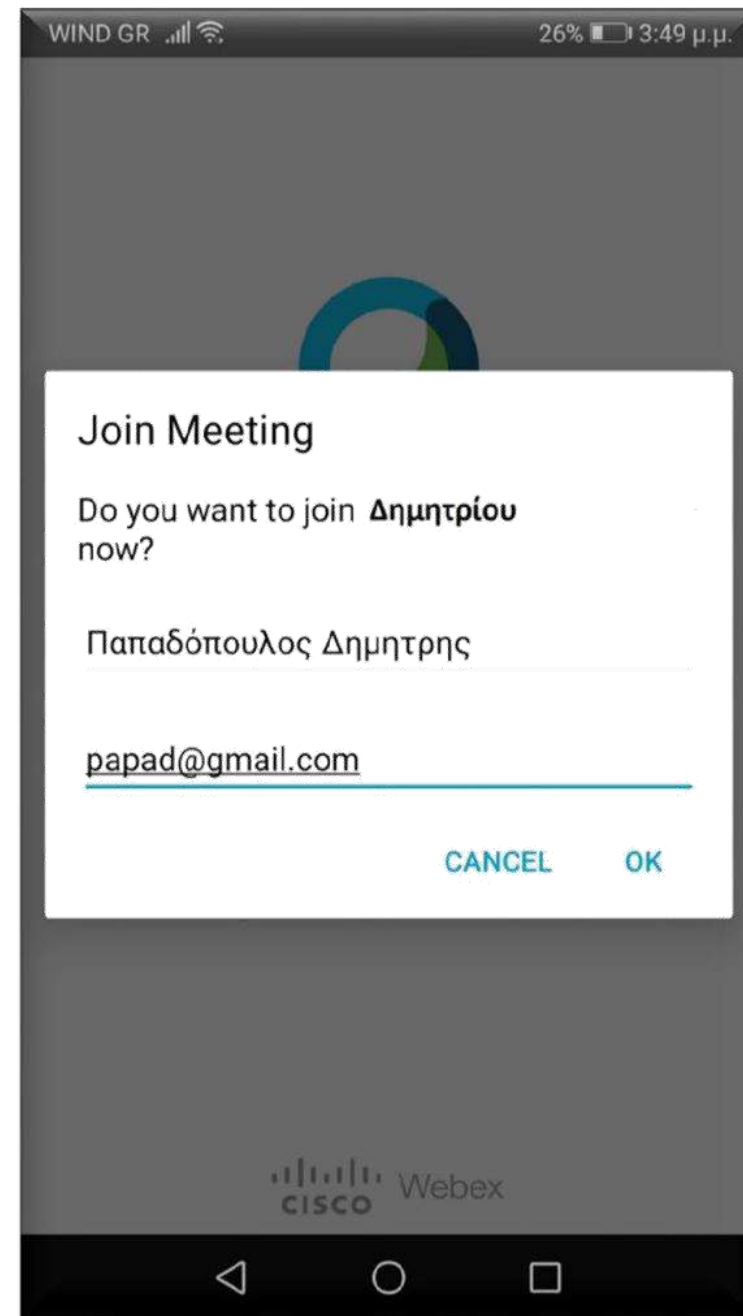 WIND GR 26% 3:49 μ.μ.
Join Meeting
Do you want to join Δημητρίου
now?
Παπαδόπουλος Δημητρης
papad@gmail.com
CANCEL OK
CISCO Webex